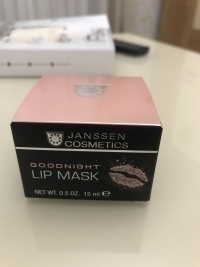 JANSSEN
COSMETICS
GOODNIGHT
LIP MASK
NET WT. 0.5 OZ. 15 ml e